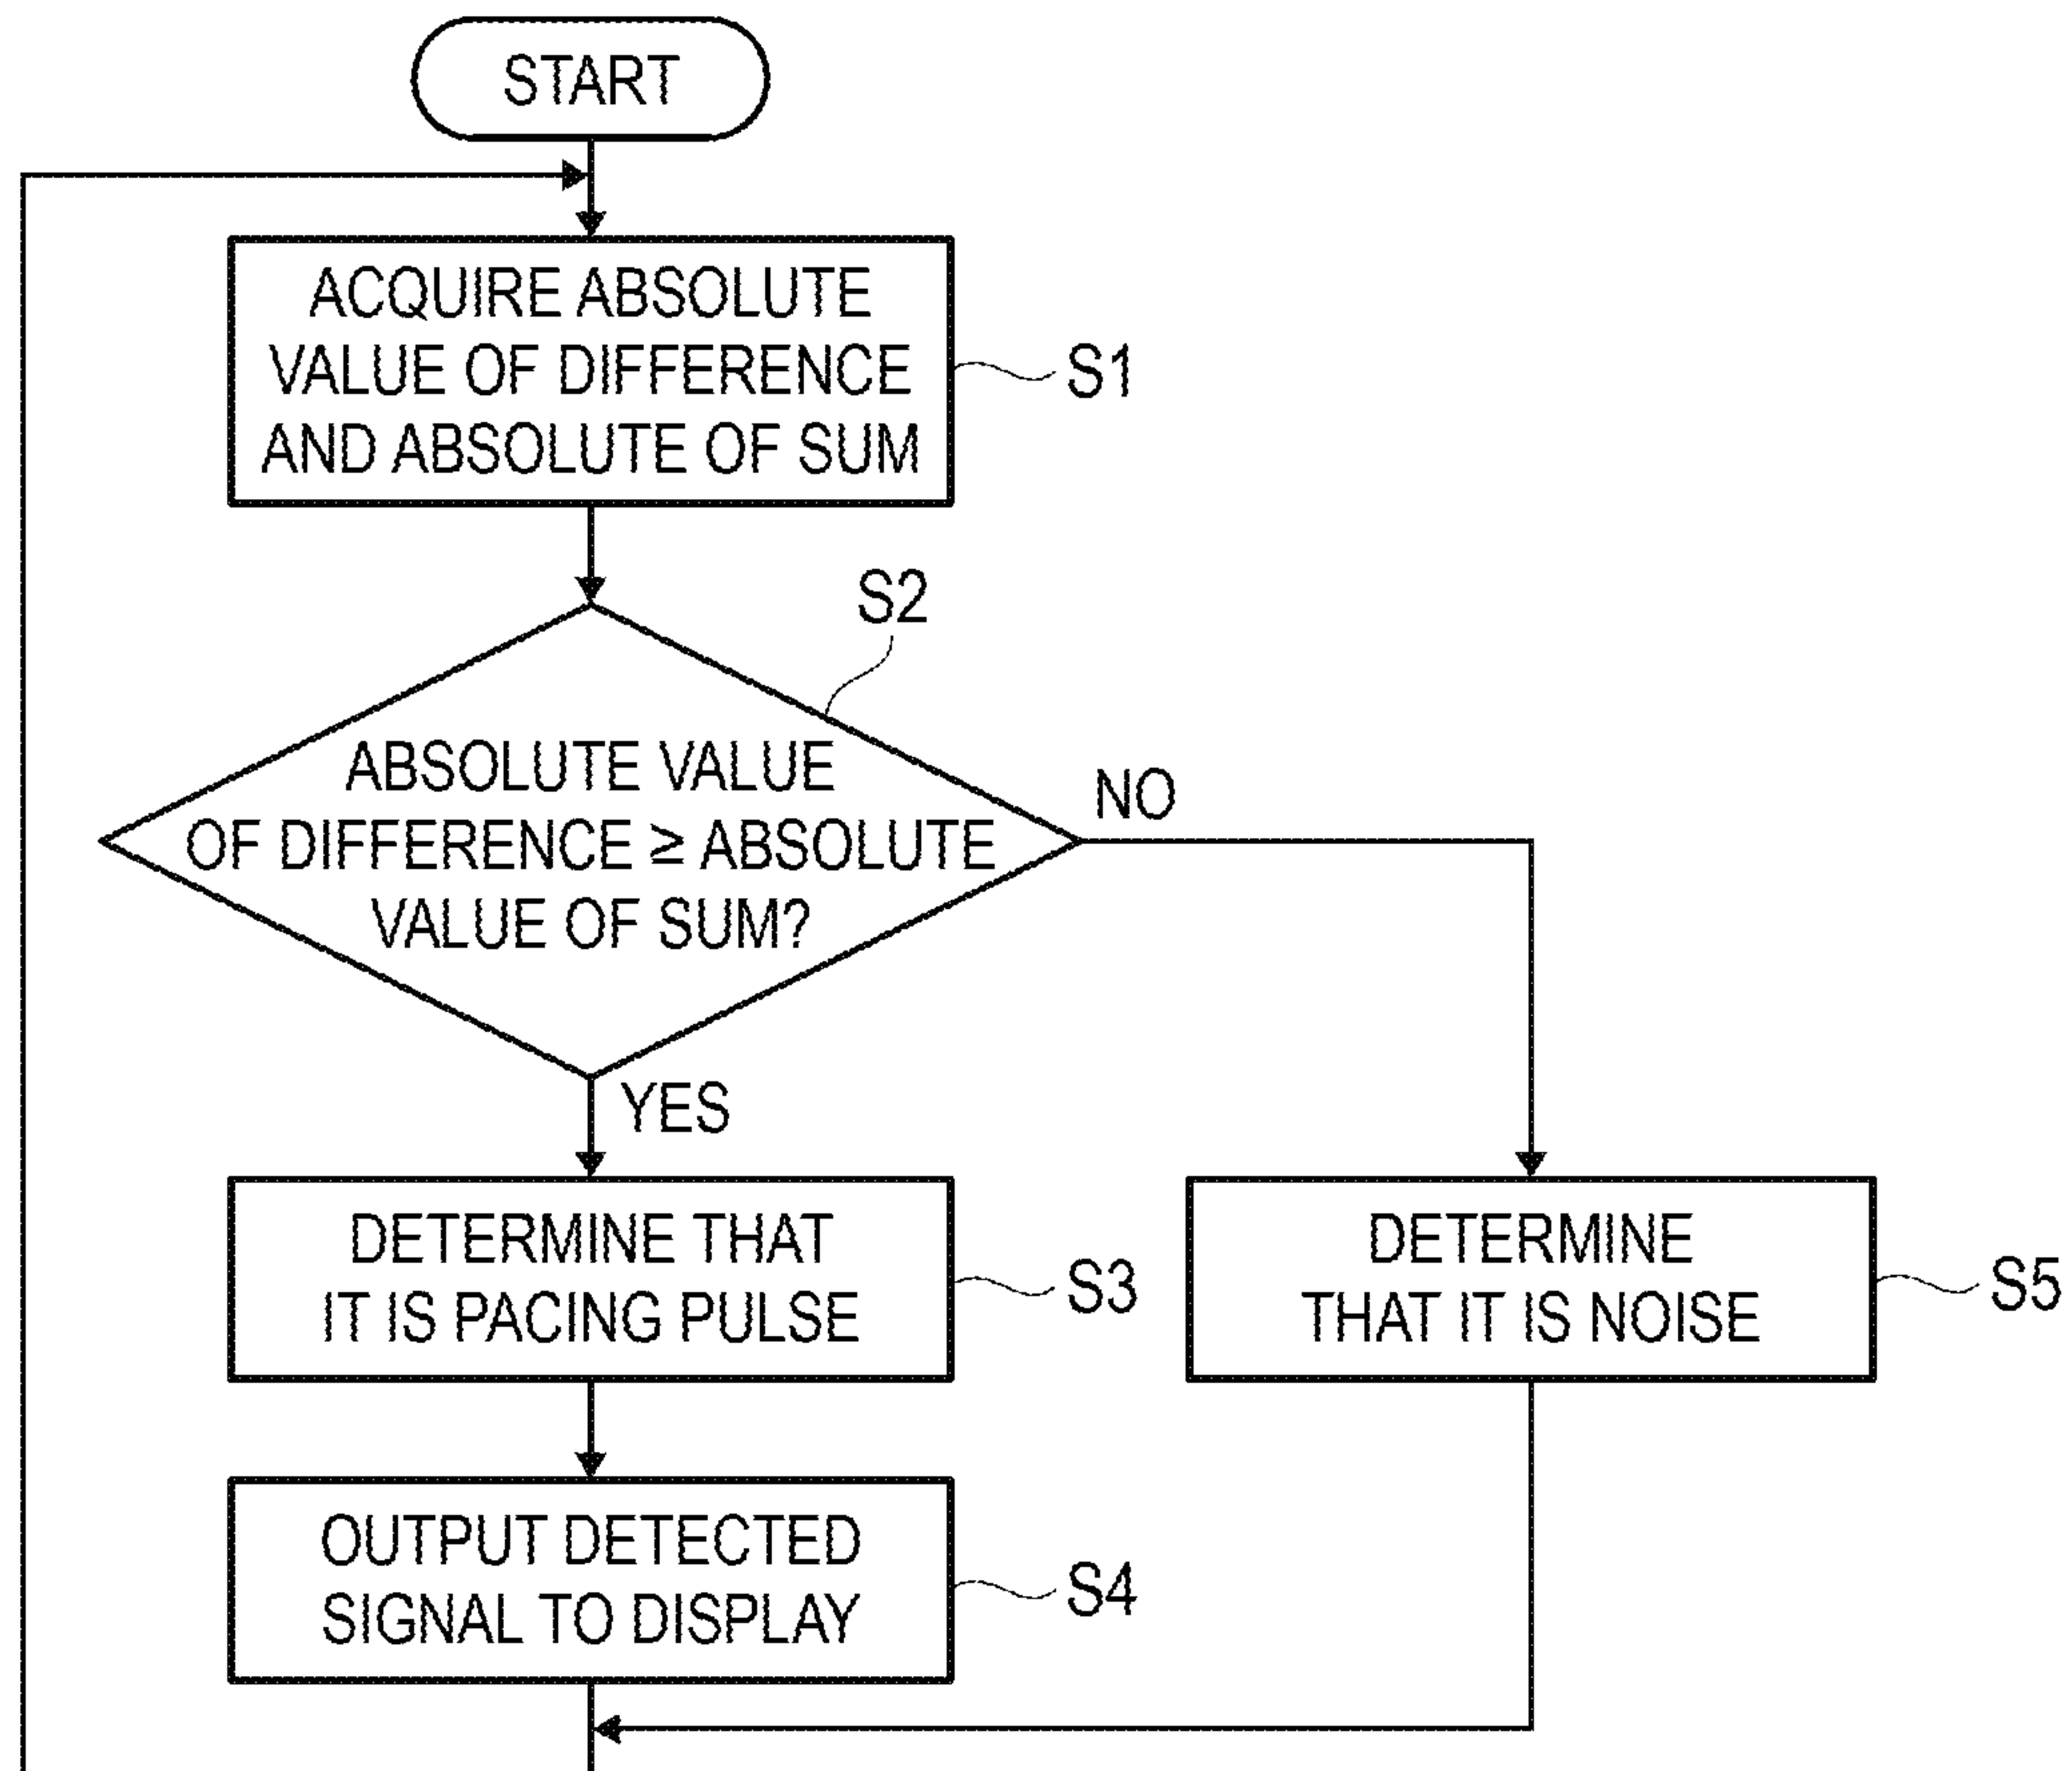 START
ACQUIRE ABSOLUTE
VALUE OF DIFFERENCE
AND ABSOLUTE OF SUM
S1
S2
ABSOLUTE VALUE
OF DIFFERENCE ≥ ABSOLUTE
VALUE OF SUM?
NO
YES
DETERMINE THAT
IT IS PACING PULSE
S3
DETERMINE
THAT IT IS NOISE
S5
OUTPUT DETECTED
SIGNAL TO DISPLAY
S4